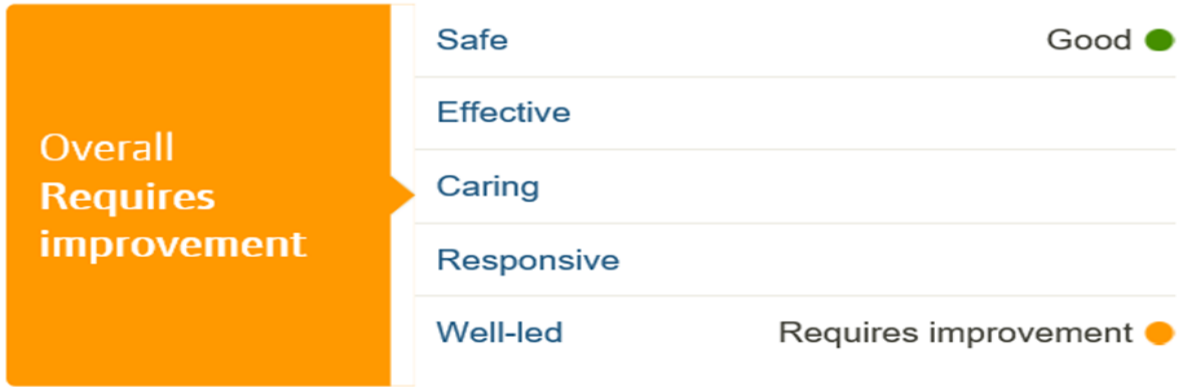 Overall
Requires
improvement
Safe Good
Effective
Caring
Responsive
Well-led Requires improvement